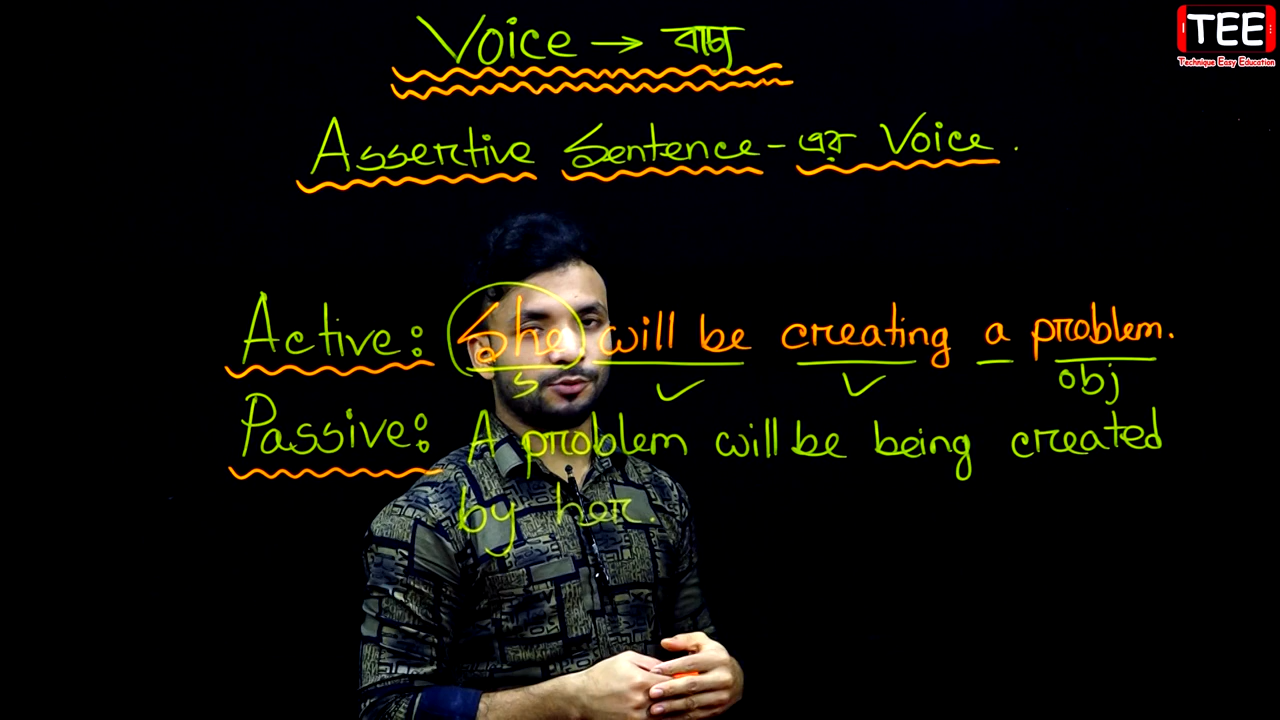 Voice → বাচ্য
TEE
Technique Easy Education
Assertive Sentence - এর Voice.
Active: She will be creating a problem.
S ✓ ✓ obj
Passive: A problem will be being created
by her.